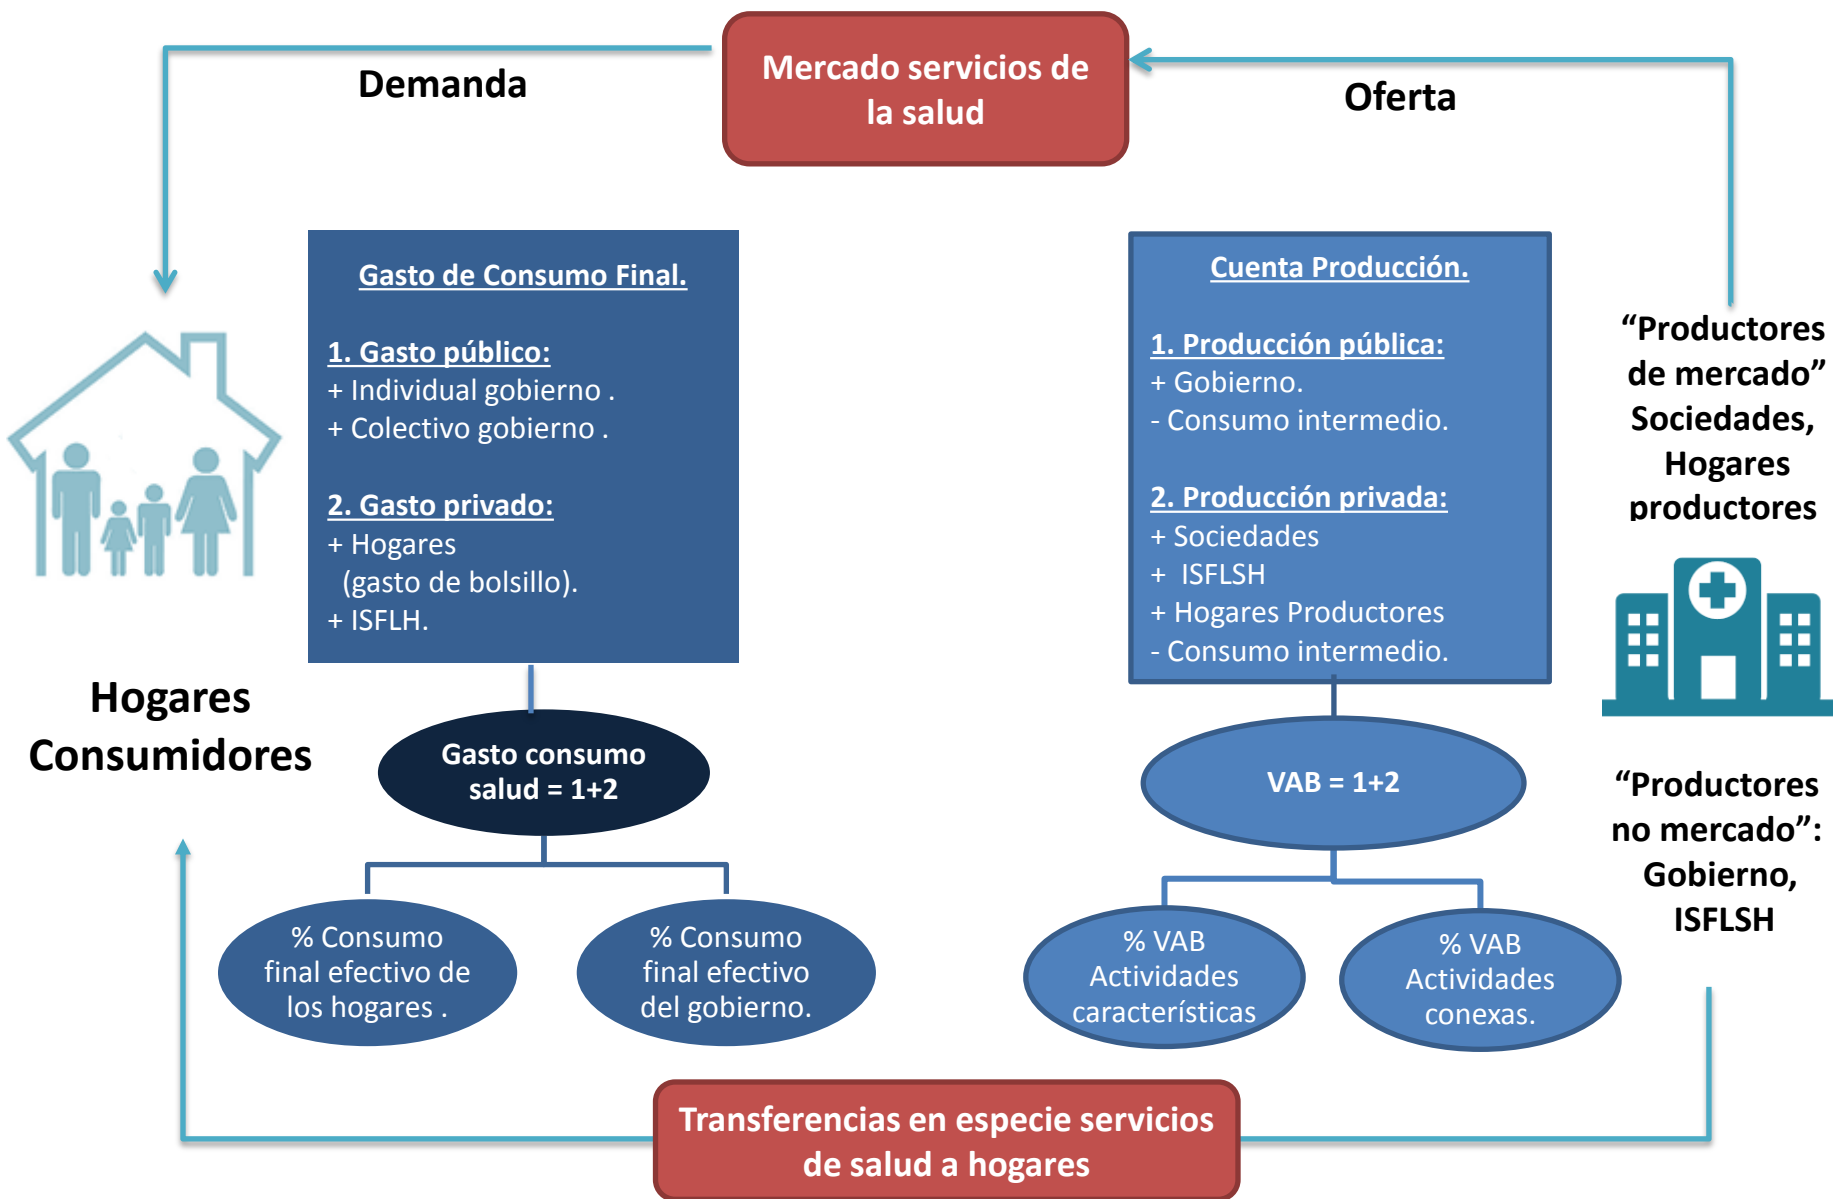 Mercado servicios de
la salud
Demanda
Oferta
Gasto de Consumo Final.
1. Gasto público:
+ Individual gobierno .
+ Colectivo gobierno .
2. Gasto privado:
+ Hogares
(gasto de bolsillo).
+ ISFLH.
Cuenta Producción.
1. Producción pública:
+ Gobierno.
- Consumo intermedio.
2. Producción privada:
+ Sociedades
+ ISFLSH
+ Hogares Productores
- Consumo intermedio.
“Productores
de mercado”
Sociedades,
Hogares
productores
Hogares
Consumidores
Gasto consumo
salud = 1+2
VAB = 1+2
“Productores
no mercado”:
Gobierno,
ISFLSH
% Consumo
final efectivo de
los hogares .
% Consumo
final efectivo
del gobierno.
% VAB
Actividades
características
% VAB
Actividades
conexas.
Transferencias en especie servicios
de salud a hogares